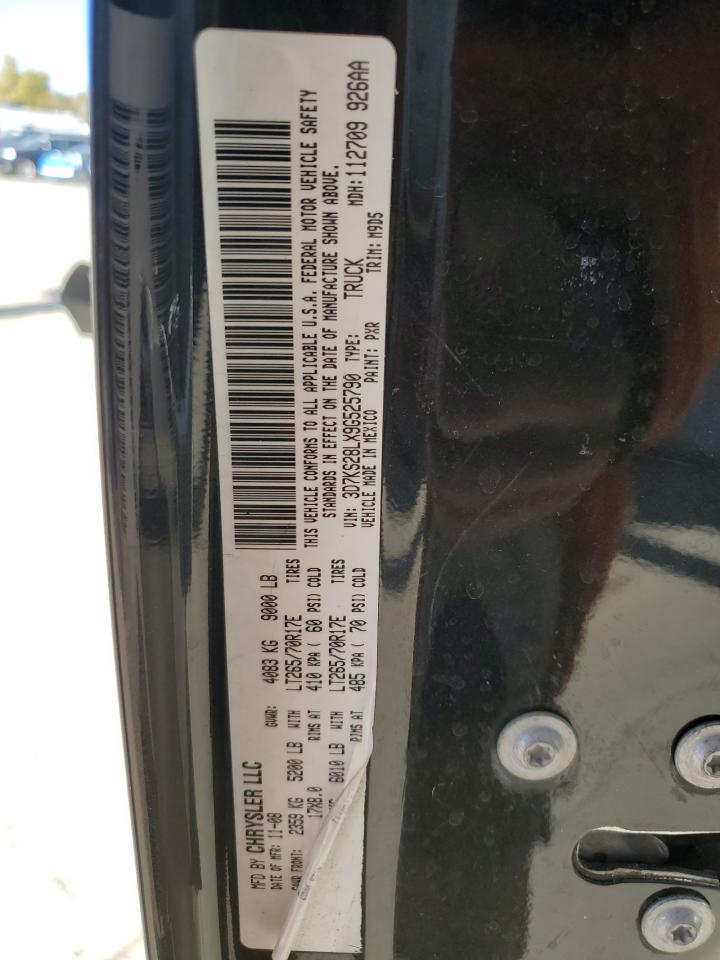 MFD BY CHRYSLER LLC
DATE OF MFR: 11-08 GVWR: 4083 KG 9000 LB
GAWR FRONT: 2359 KG 5200 LB WITH LT265/70R17E TIRES
17X8.0 RIMS AT 410 KPA ( 60 PSI) COLD
6010 LB WITH LT265/70R17E TIRES
RIMS AT 485 KPA ( 70 PSI) COLD
THIS VEHICLE CONFORMS TO ALL APPLICABLE U.S.A. FEDERAL MOTOR VEHICLE SAFETY
STANDARDS IN EFFECT ON THE DATE OF MANUFACTURE SHOWN ABOVE.
VIN: 3D7KS28LX9G525790 TYPE: TRUCK MDH: 112709 926AA
VEHICLE MADE IN MEXICO PAINT: PXR TRIM: M9D5